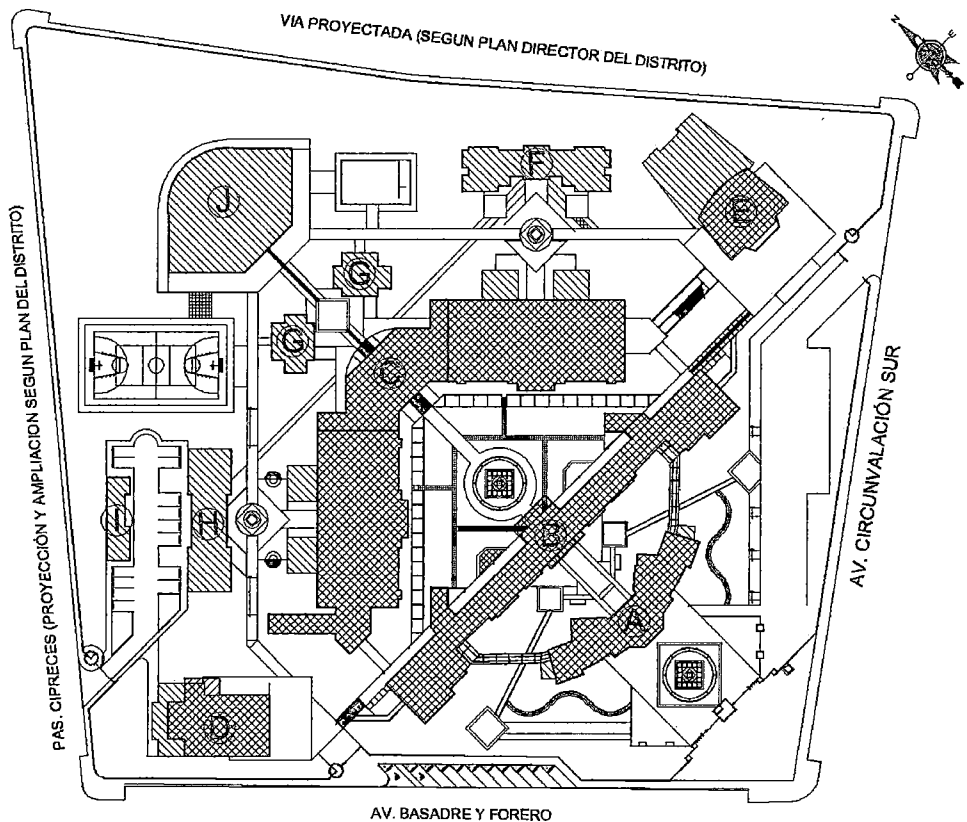 VIA PROYECTADA (SEGUN PLAN DIRECTOR DEL DISTRITO)
N
E
O
F
J
E
G
G
C
PAS. CIPRECES (PROYECCIÓN Y AMPLIACION SEGUN PLAN DEL DISTRITO)
AV. CIRCUNVALACIÓN SUR
I
H
B
A
D
AV. BASADRE Y FORERO